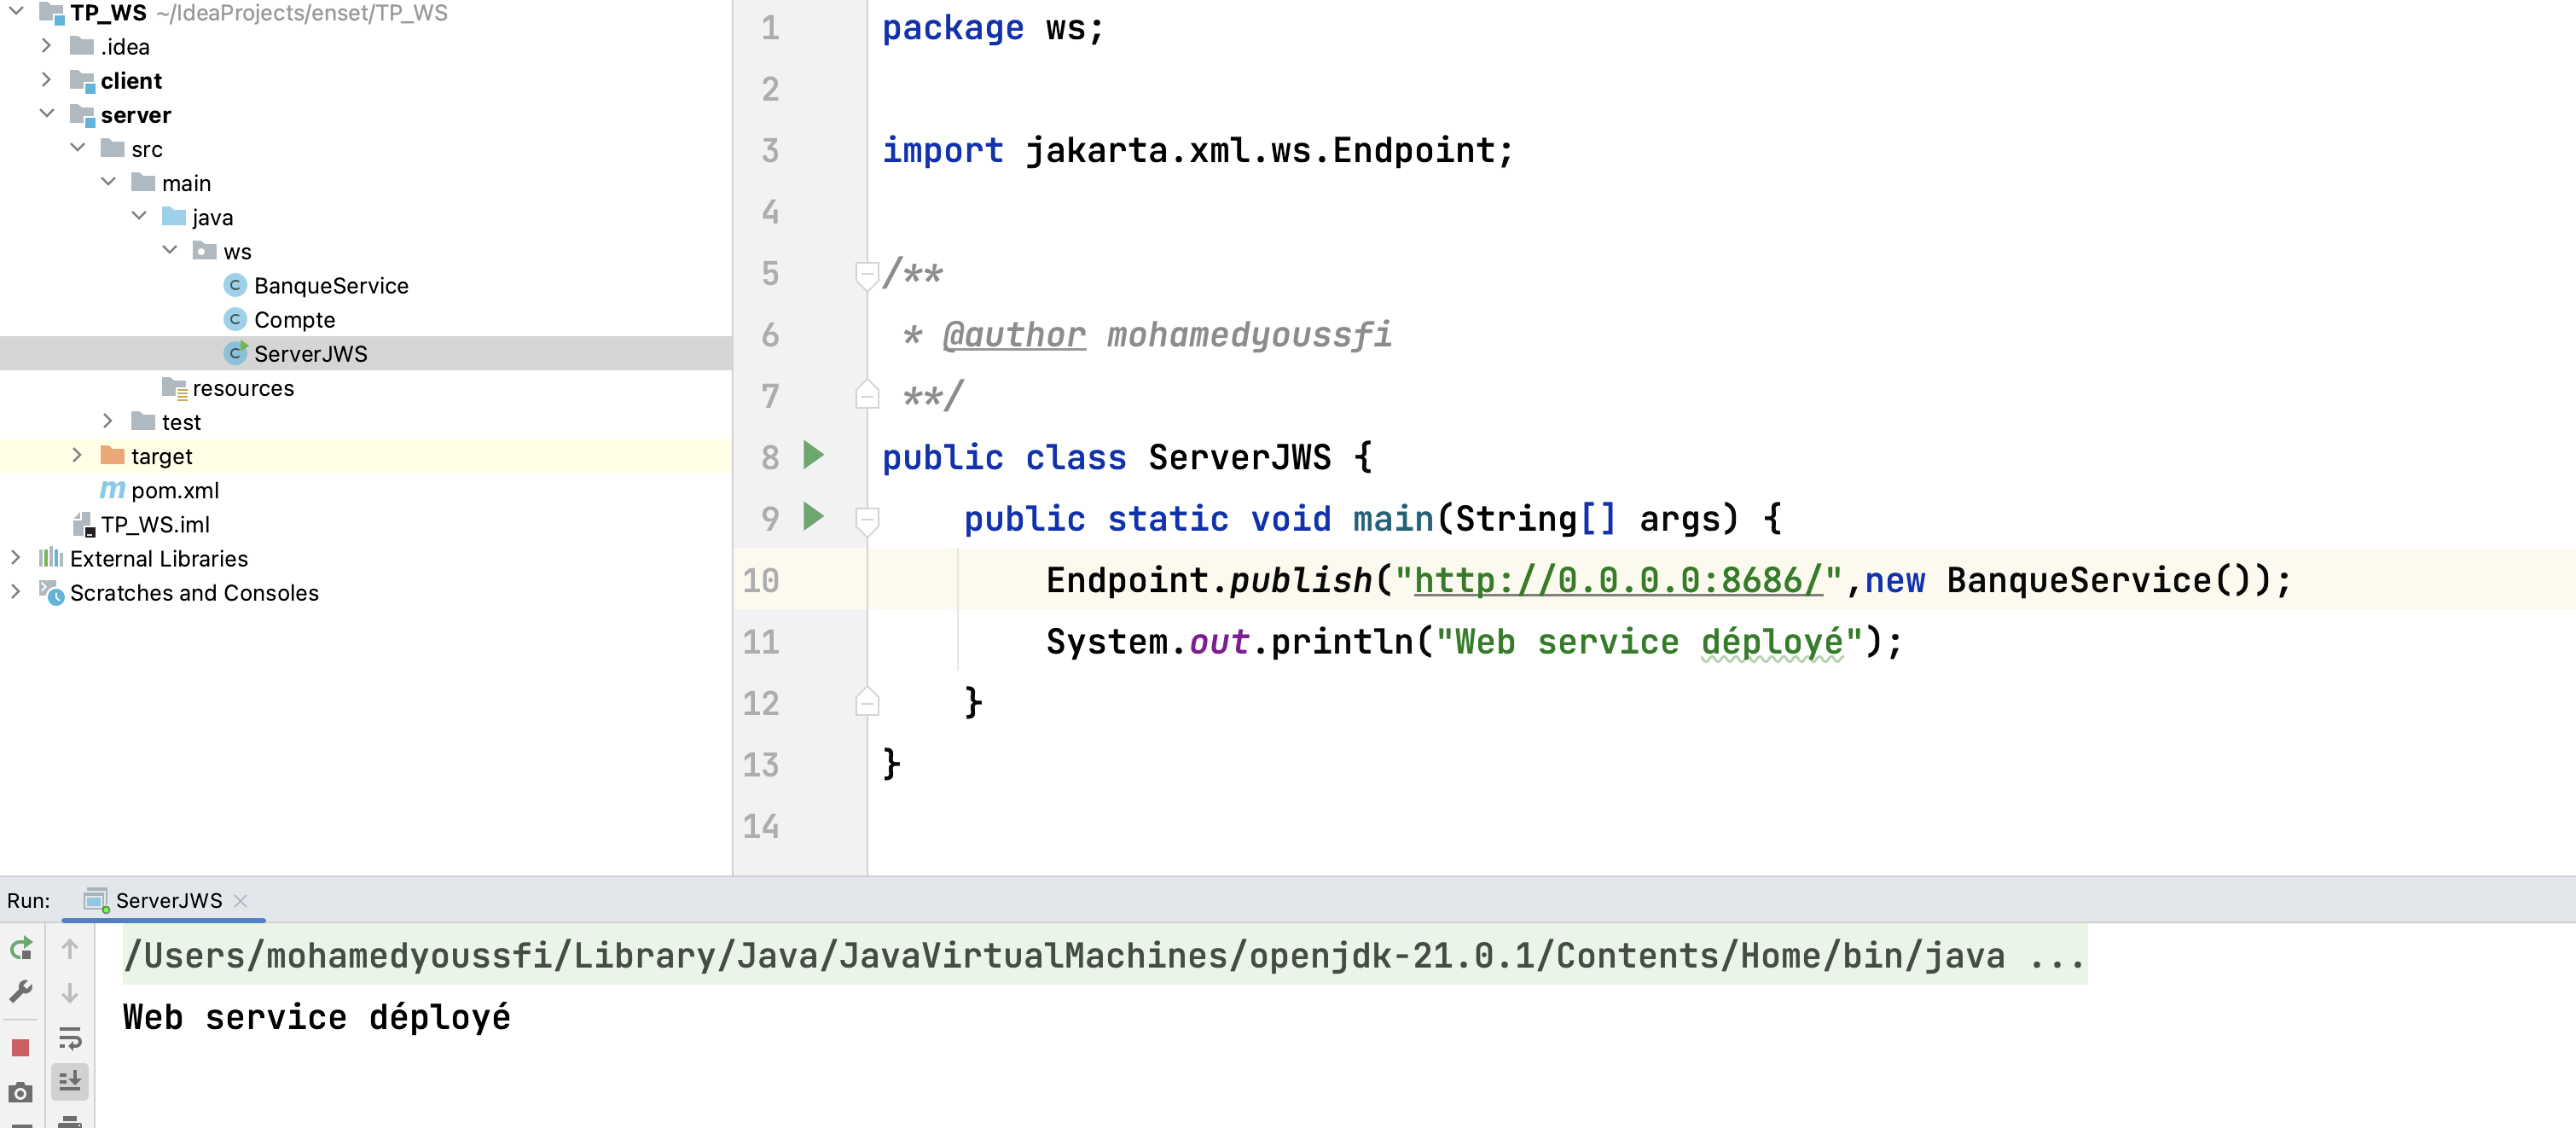 TP_WS ~/IdeaProjects/enset/TP_WS
.idea
client
server
src
main
java
ws
BanqueService
Compte
ServerJWS
resources
test
target
pom.xml
TP_WS.iml
External Libraries
Scratches and Consoles
1 package ws;
2
3 import jakarta.xml.ws.Endpoint;
4
5 /**
6 * @author mohamedyoussfi
7 **/
8 public class ServerJWS {
9 public static void main(String[] args) {
10 Endpoint.publish("http://0.0.0.0:8686/",new BanqueService());
11 System.out.println("Web service déployé");
12 }
13 }
14
Run: ServerJWS
/Users/mohamedyoussfi/Library/Java/JavaVirtualMachines/openjdk-21.0.1/Contents/Home/bin/java ...
Web service déployé